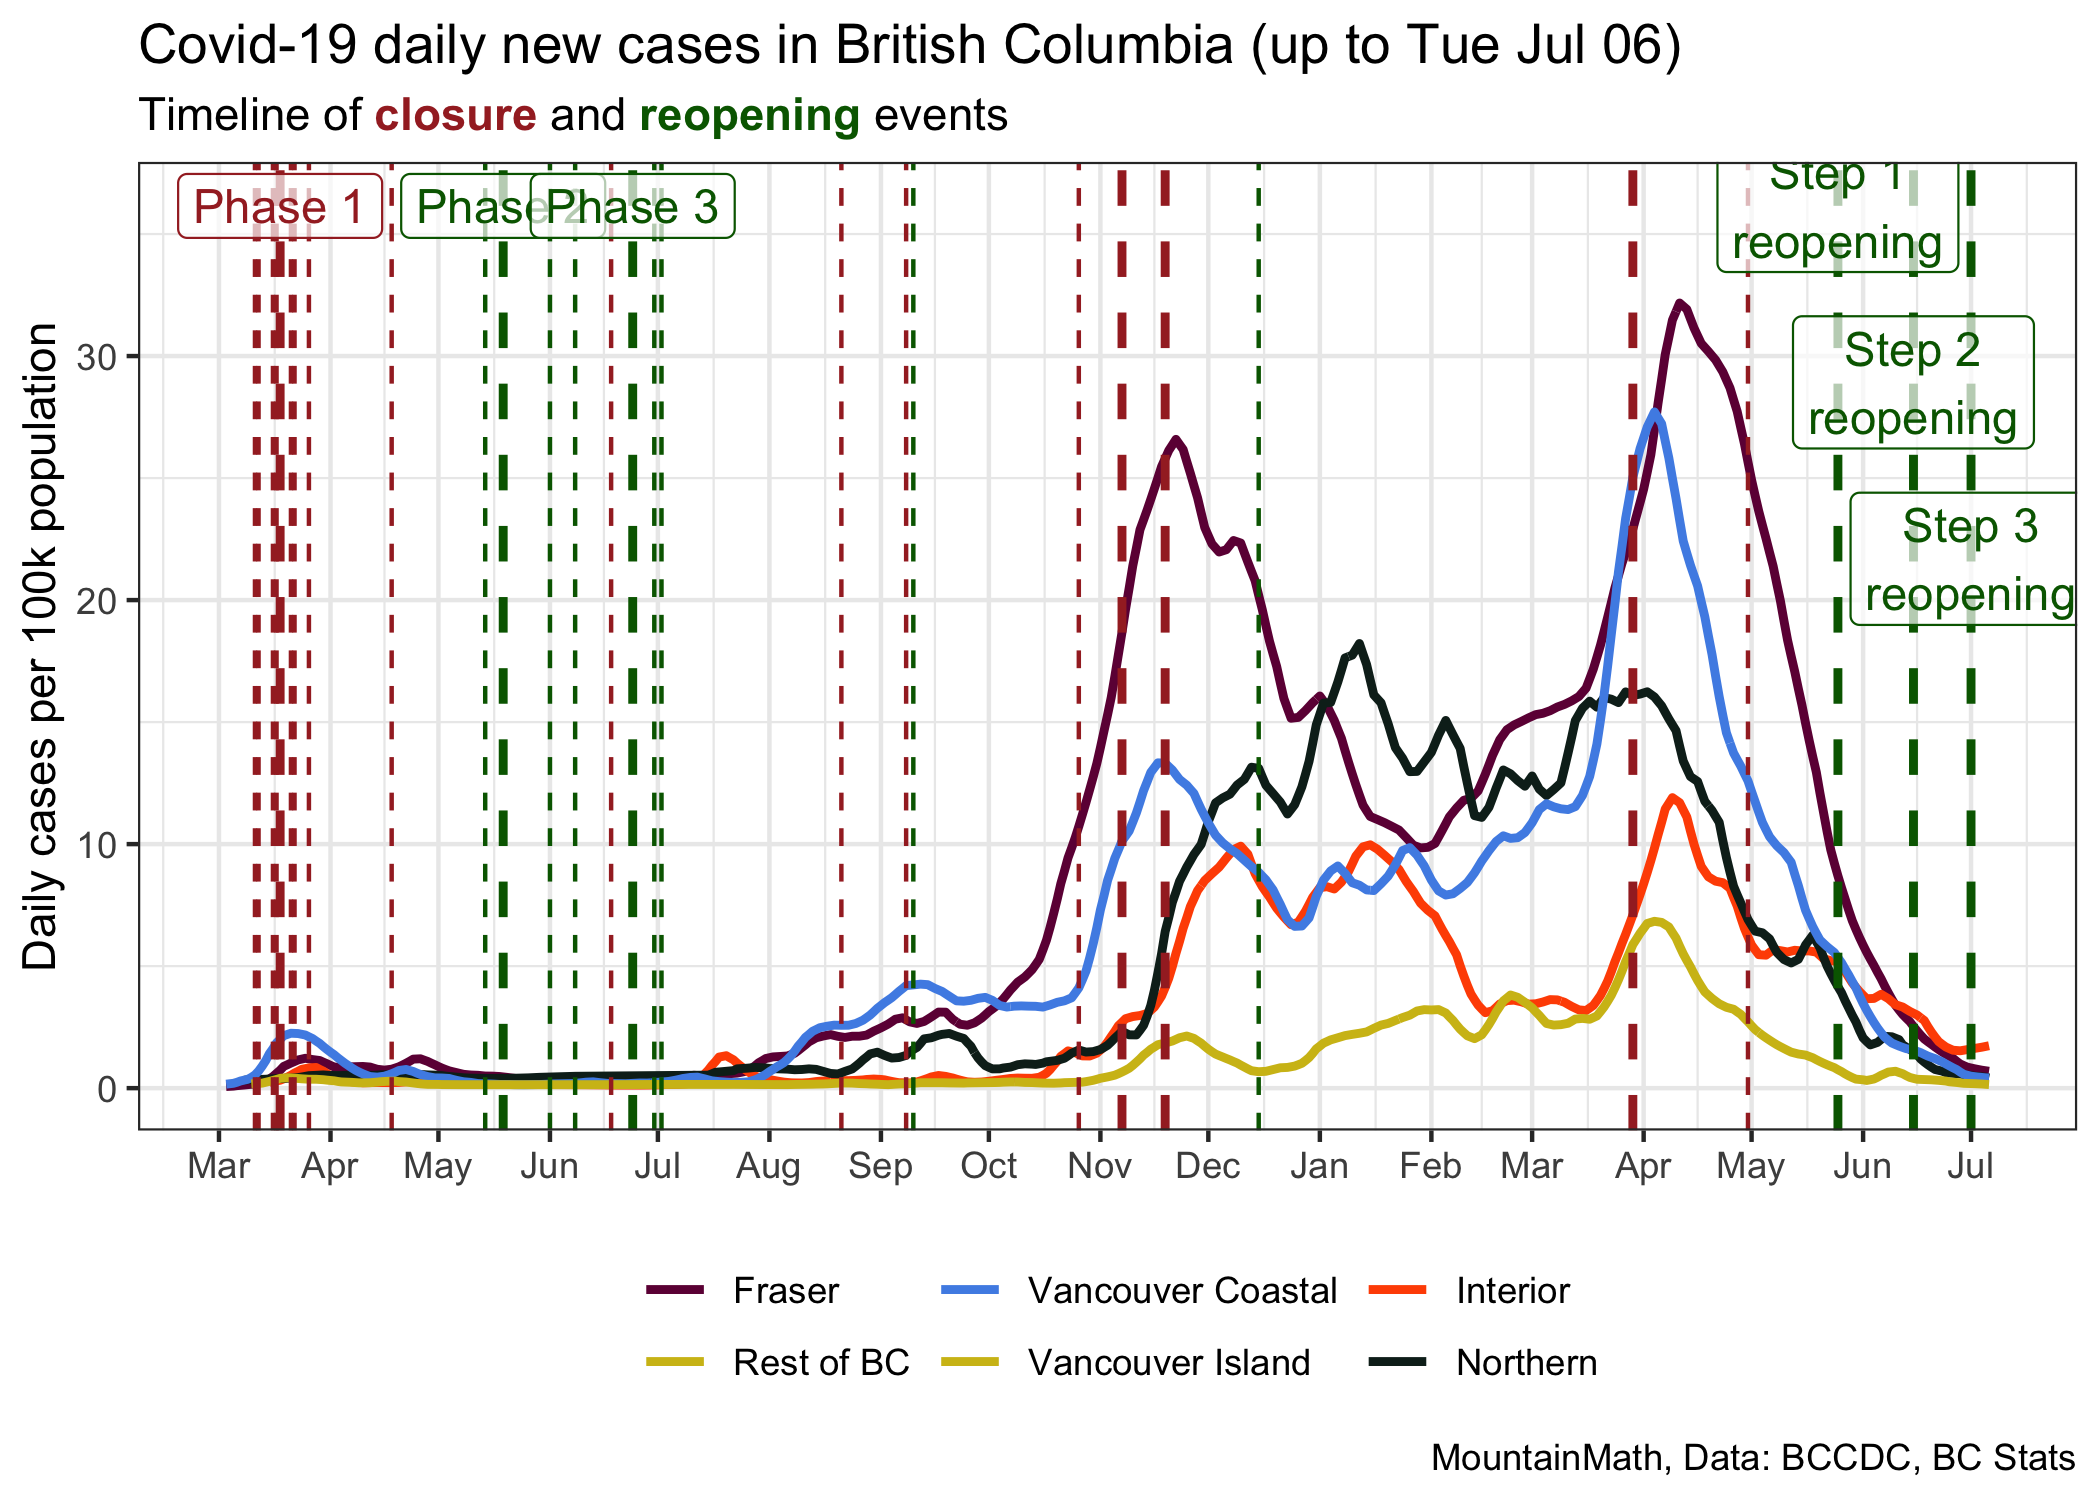 Covid-19 daily new cases in British Columbia (up to Tue Jul 06)
Timeline of closure and reopening events
Phase 1
Phase 2
Phase 3
Step 1
reopening
Step 2
reopening
Step 3
reopening
Daily cases per 100k population
30
20
10
0
Mar Apr May Jun Jul Aug Sep Oct Nov Dec Jan Feb Mar Apr May Jun Jul
Fraser Vancouver Coastal Interior
Rest of BC Vancouver Island Northern
MountainMath, Data: BCCDC, BC Stats